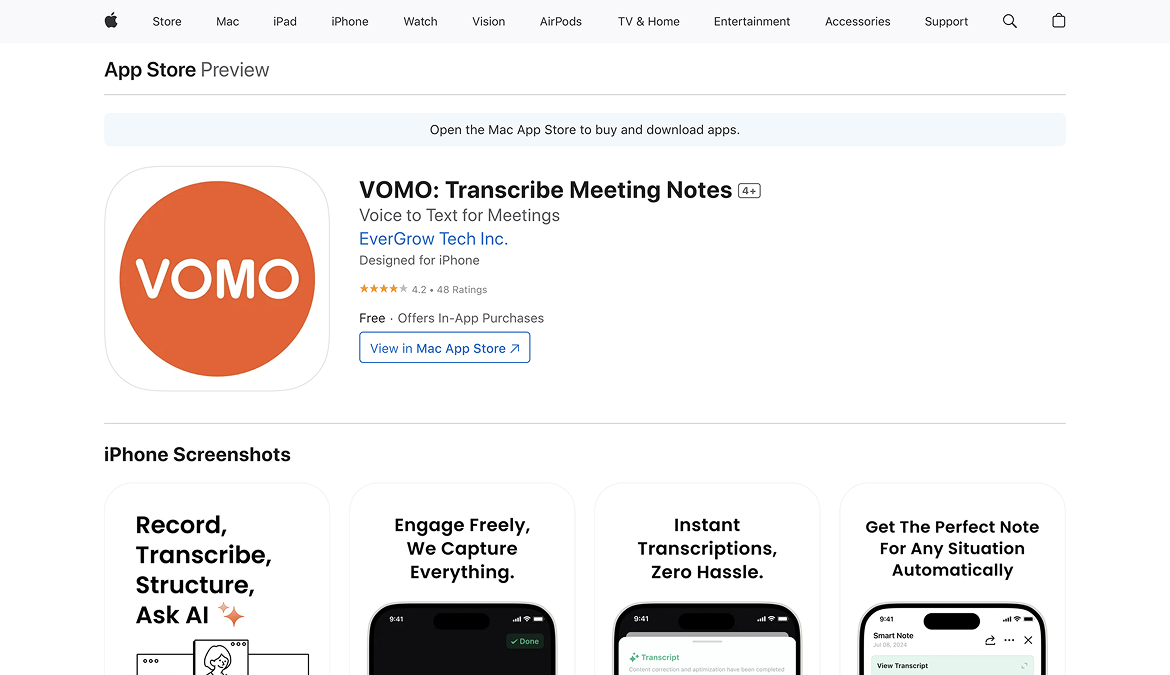 Store Mac iPad iPhone Watch Vision AirPods TV & Home Entertainment Accessories Support
App Store Preview
Open the Mac App Store to buy and download apps.
VOMO
VOMO: Transcribe Meeting Notes 4+
Voice to Text for Meetings
EverGrow Tech Inc.
Designed for iPhone
4.2 • 48 Ratings
Free · Offers In-App Purchases
View in Mac App Store
iPhone Screenshots
Record,
Transcribe,
Structure,
Ask AI
Engage Freely,
We Capture
Everything.
9:41
Done
Instant
Transcriptions,
Zero Hassle.
9:41
Transcript
Content correction and aptimization have been completed
Get The Perfect Note
For Any Situation
Automatically
9:41
Smart Note
Jul 08, 2024
View Transcript